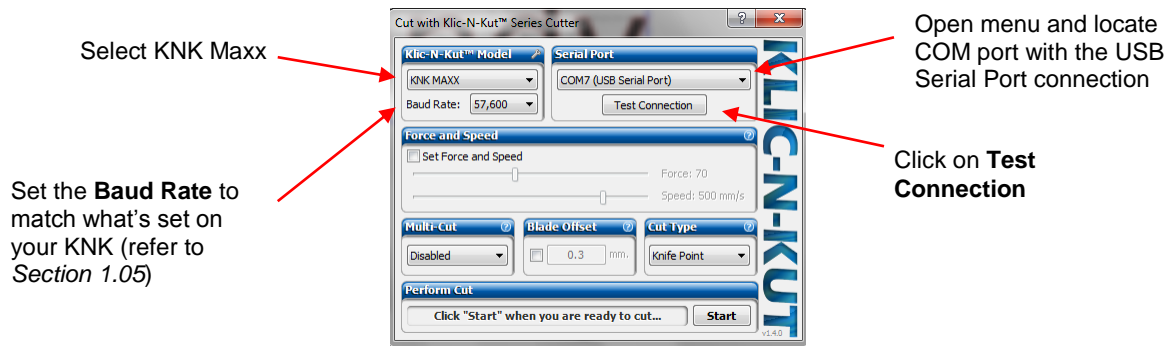 Select KNK Maxx
Set the Baud Rate to
match what's set on
your KNK (refer to
Section 1.05)
Cut with Klic-N-Kut™ Series Cutter
Klic-N-Kut™ Model
KNK MAXX
Baud Rate: 57,600
Serial Port
COM7 (USB Serial Port)
Test Connection
Force and Speed
Set Force and Speed
Force: 70
Speed: 500 mm/s
Multi-Cut
Disabled
Blade Offset
0.3 mm.
Cut Type
Knife Point
Perform Cut
Click "Start" when you are ready to cut...
Start
KLIC-N-KUT
v1.4.0
Open menu and locate
COM port with the USB
Serial Port connection
Click on Test
Connection